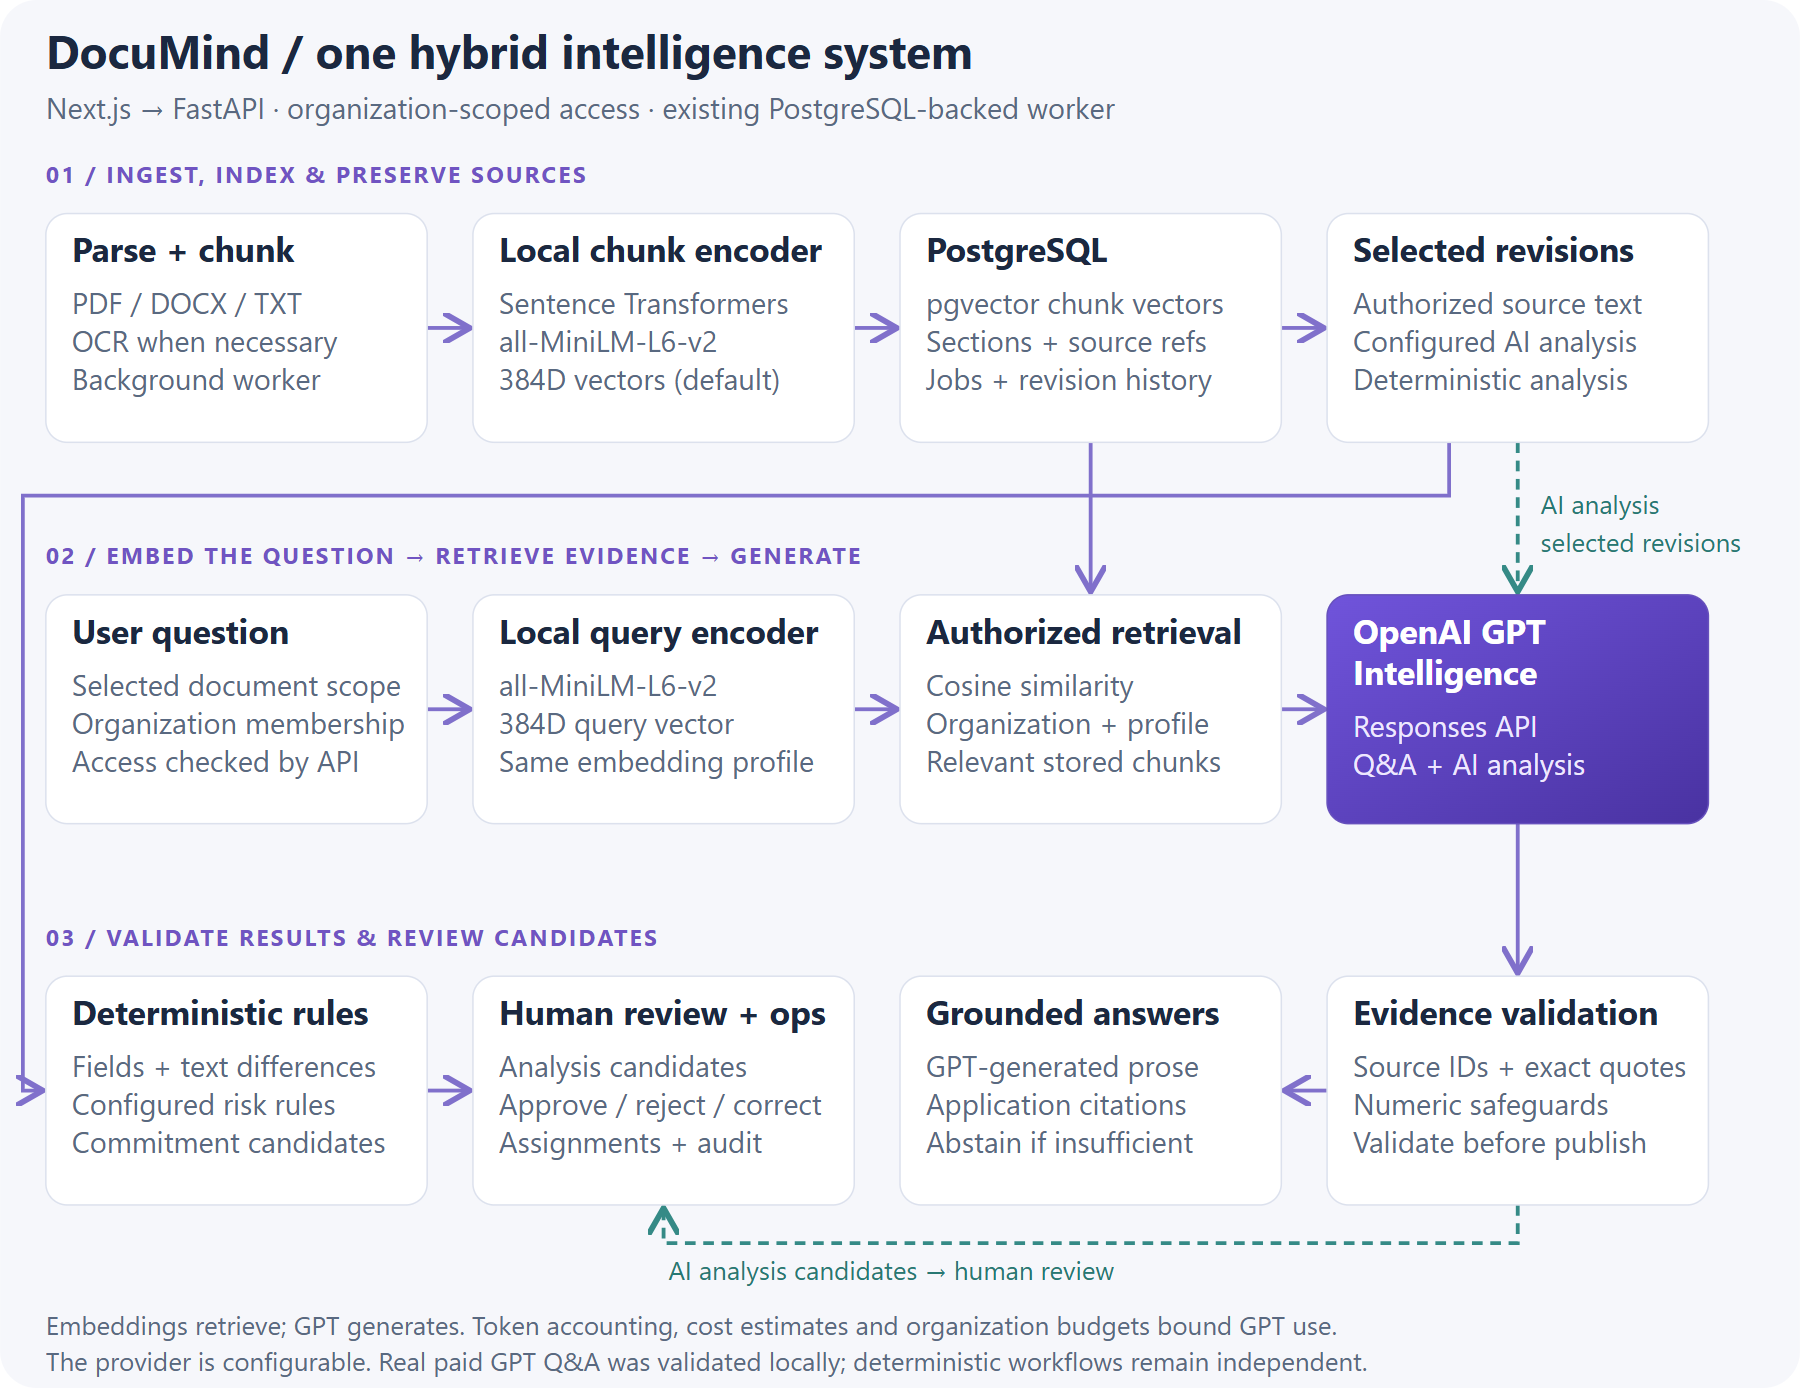 DocuMind / one hybrid intelligence system
Next.js → FastAPI · organization-scoped access · existing PostgreSQL-backed worker
01 / INGEST, INDEX & PRESERVE SOURCES
Parse + chunk
PDF / DOCX / TXT
OCR when necessary
Background worker
Local chunk encoder
Sentence Transformers
all-MiniLM-L6-v2
384D vectors (default)
PostgreSQL
pgvector chunk vectors
Sections + source refs
Jobs + revision history
Selected revisions
Authorized source text
Configured AI analysis
Deterministic analysis
AI analysis
selected revisions
02 / EMBED THE QUESTION → RETRIEVE EVIDENCE → GENERATE
User question
Selected document scope
Organization membership
Access checked by API
Local query encoder
all-MiniLM-L6-v2
384D query vector
Same embedding profile
Authorized retrieval
Cosine similarity
Organization + profile
Relevant stored chunks
OpenAI GPT
Intelligence
Responses API
Q&A + AI analysis
03 / VALIDATE RESULTS & REVIEW CANDIDATES
Deterministic rules
Fields + text differences
Configured risk rules
Commitment candidates
Human review + ops
Analysis candidates
Approve / reject / correct
Assignments + audit
Grounded answers
GPT-generated prose
Application citations
Abstain if insufficient
Evidence validation
Source IDs + exact quotes
Numeric safeguards
Validate before publish
AI analysis candidates → human review
Embeddings retrieve; GPT generates. Token accounting, cost estimates and organization budgets bound GPT use.
The provider is configurable. Real paid GPT Q&A was validated locally; deterministic workflows remain independent.